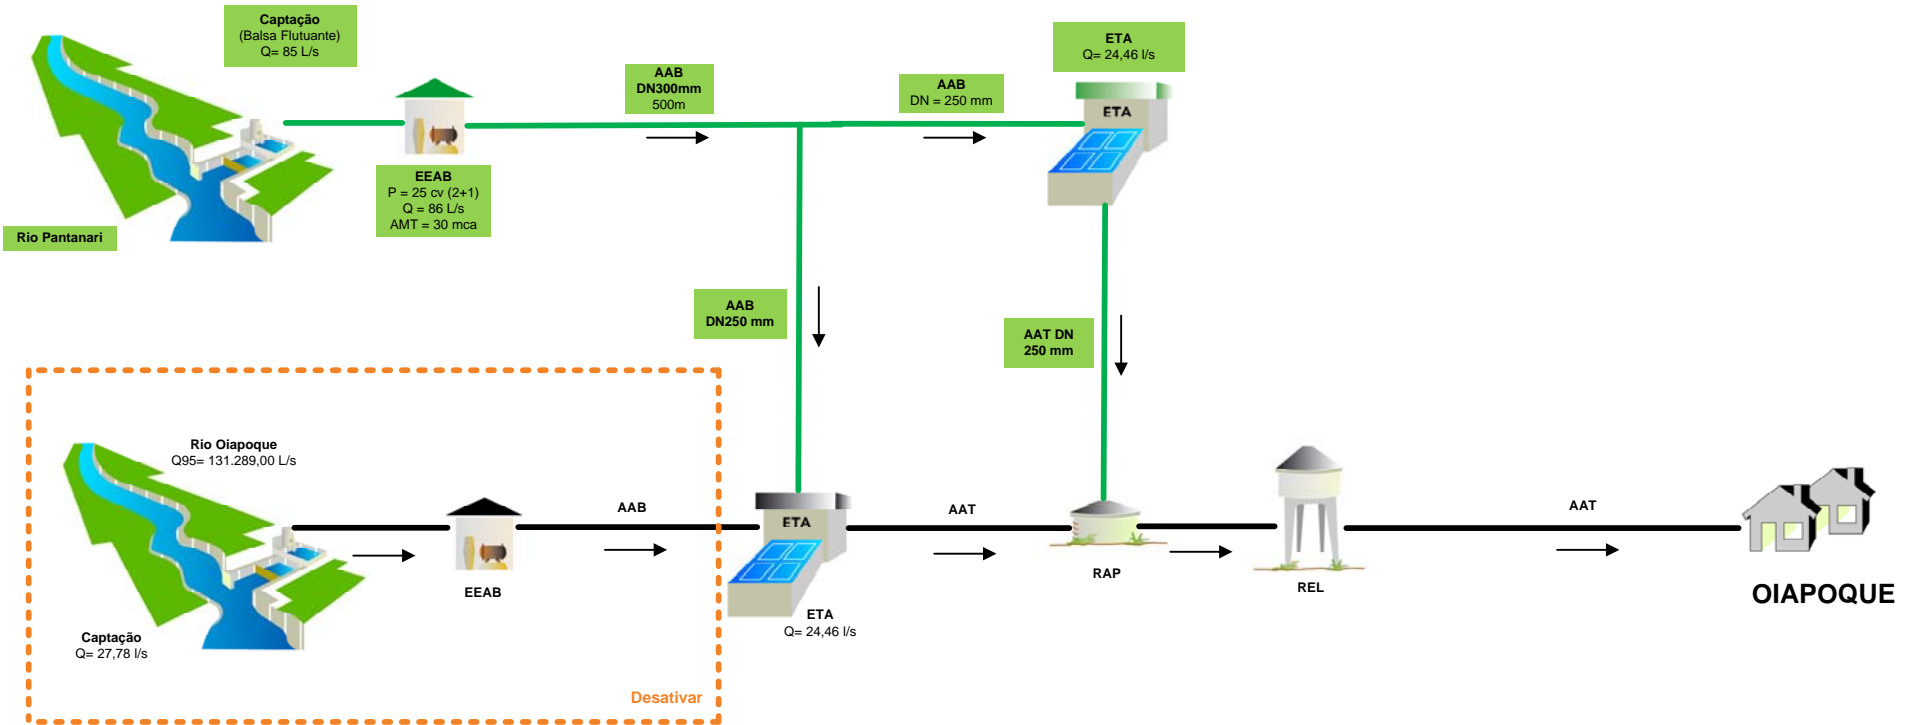 Captação
(Balsa Flutuante)
Q= 85 L/s
ETA
Q= 24,46 l/s
AAB
DN300mm
500m
AAB
DN = 250 mm
ETA
EEAB
P = 25 cv (2+1)
Q = 86 L/s
AMT = 30 mca
Rio Pantanari
AAB
DN250 mm
AAT DN
250 mm
Rio Oiapoque
Q95= 131.289,00 L/s
AAB
ETA
AAT
AAT
EEAB
RAP
REL
OIAPOQUE
ETA
Q= 24,46 l/s
Captação
Q= 27,78 l/s
Desativar